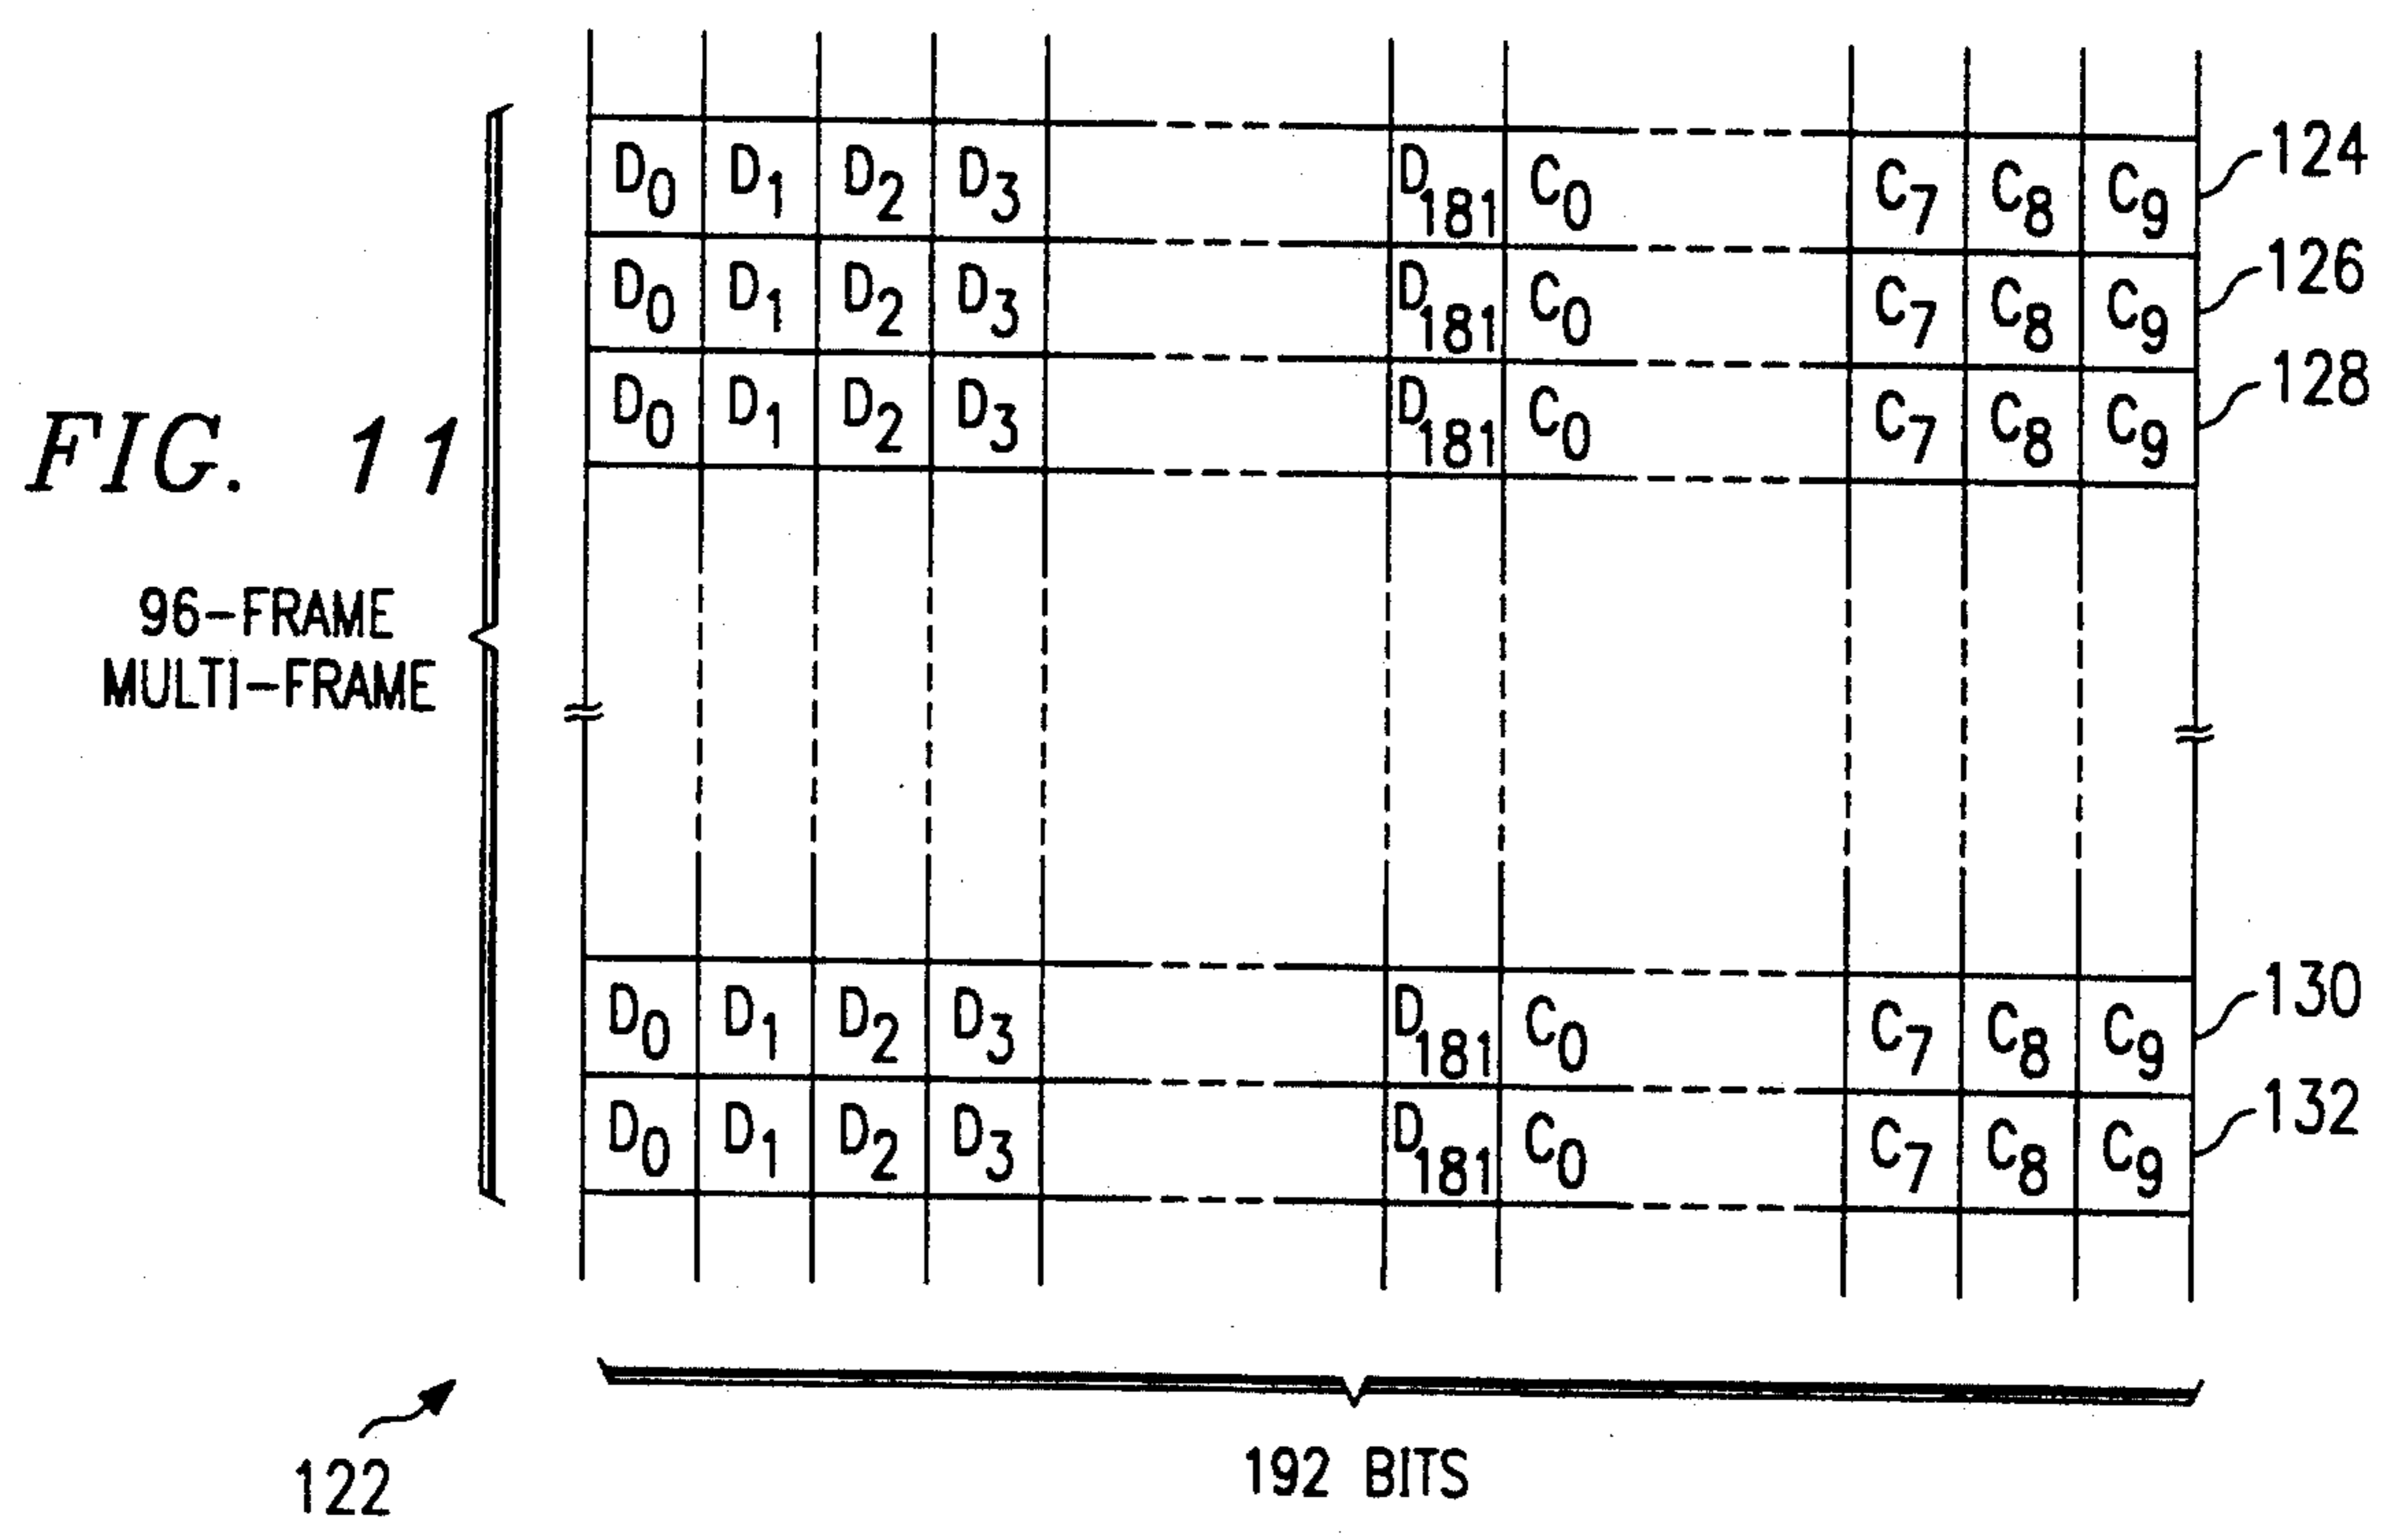 D0 D1 D2 D3 D181 C0 C7 C8 C9 124
D0 D1 D2 D3 D181 C0 C7 C8 C9 126
D0 D1 D2 D3 D181 C0 C7 C8 C9 128
FIG. 11
96-FRAME
MULTI-FRAME
D0 D1 D2 D3 D181 C0 C7 C8 C9 130
D0 D1 D2 D3 D181 C0 C7 C8 C9 132
192 BITS
122